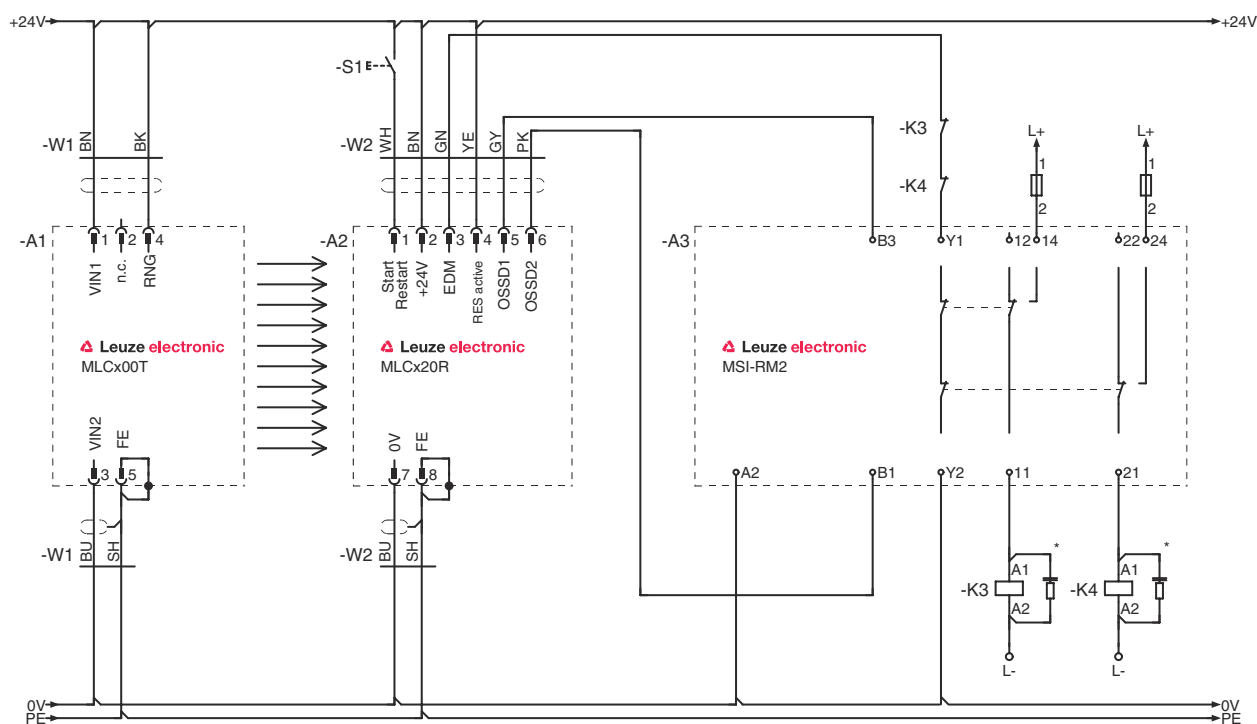 +24V +24V
-S1
-W1 BN BK -W2 WH BN GN YE GY PK
-K3 L+ L+
1 1
-K4
2 2
-A1 1 2 4 -A2 1 2 3 4 5 6 -A3 B3 Y1 12 14 22 24
VIN1 n.c. RNG Start Restart +24V EDM RES active OSSD1 OSSD2
Leuze electronic Leuze electronic Leuze electronic
MLCx00T MLCx20R MSI-RM2
VIN2 FE 0V FE
3 5 7 8 A2 B1 Y2 11 21
-W1 BU SH -W2 BU SH
* *
A1 A1
-K3 -K4
A2 A2
L- L-
0V 0V
PE PE